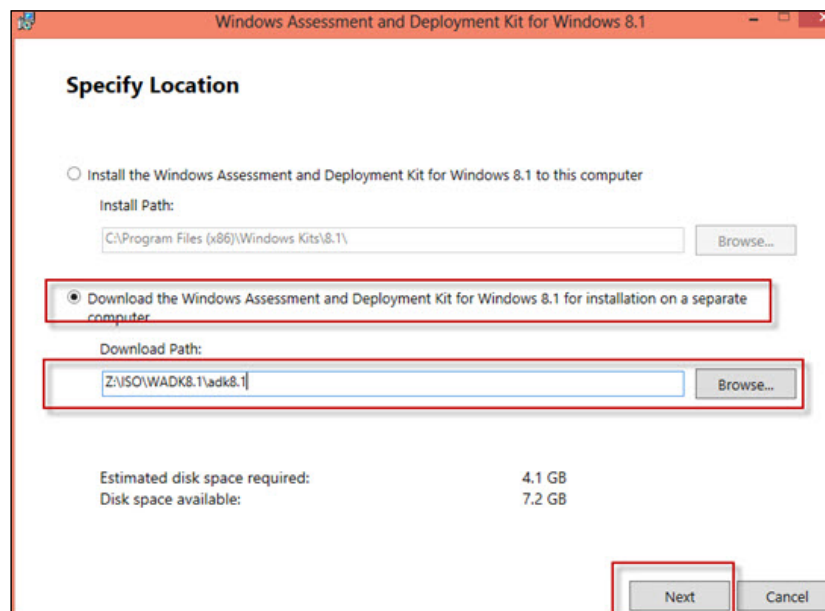 Windows Assessment and Deployment Kit for Windows 8.1
Specify Location
Install the Windows Assessment and Deployment Kit for Windows 8.1 to this computer
Install Path:
C:\Program Files (x86)\Windows Kits\8.1\
Browse...
Download the Windows Assessment and Deployment Kit for Windows 8.1 for installation on a separate
computer
Download Path:
Z:\ISO\WADK8.1\adk8.1
Browse...
Estimated disk space required: 4.1 GB
Disk space available: 7.2 GB
Next Cancel